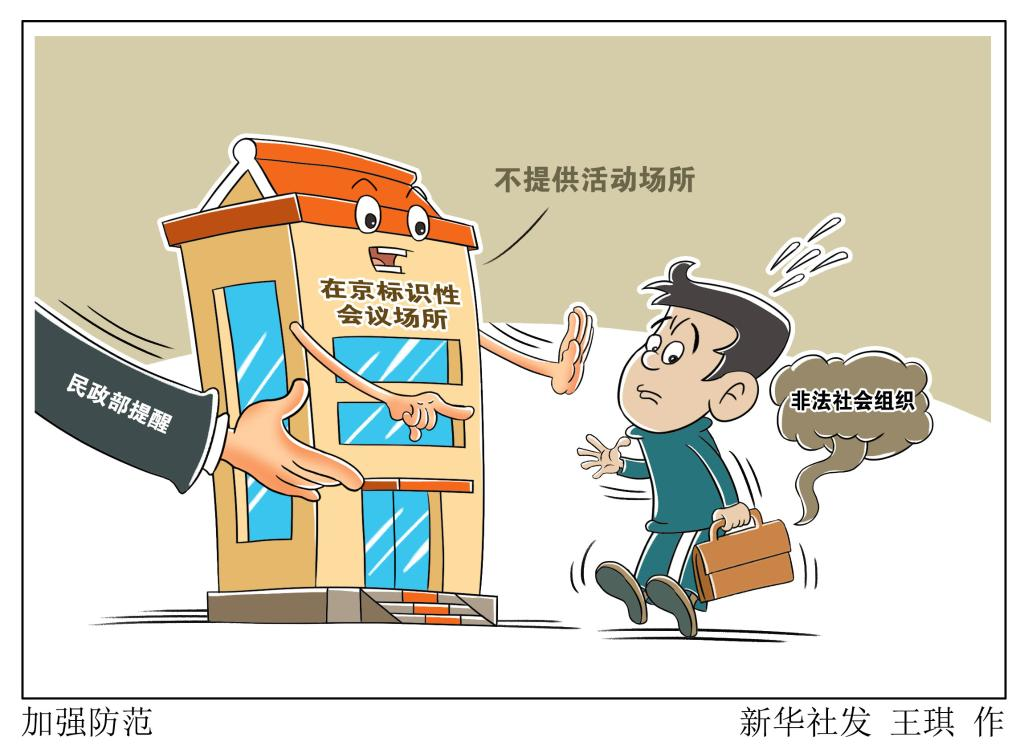 不提供活动场所
在京标识性
会议场所
民政部提醒
非法社会组织
加强防范
新华社发 王琪 作